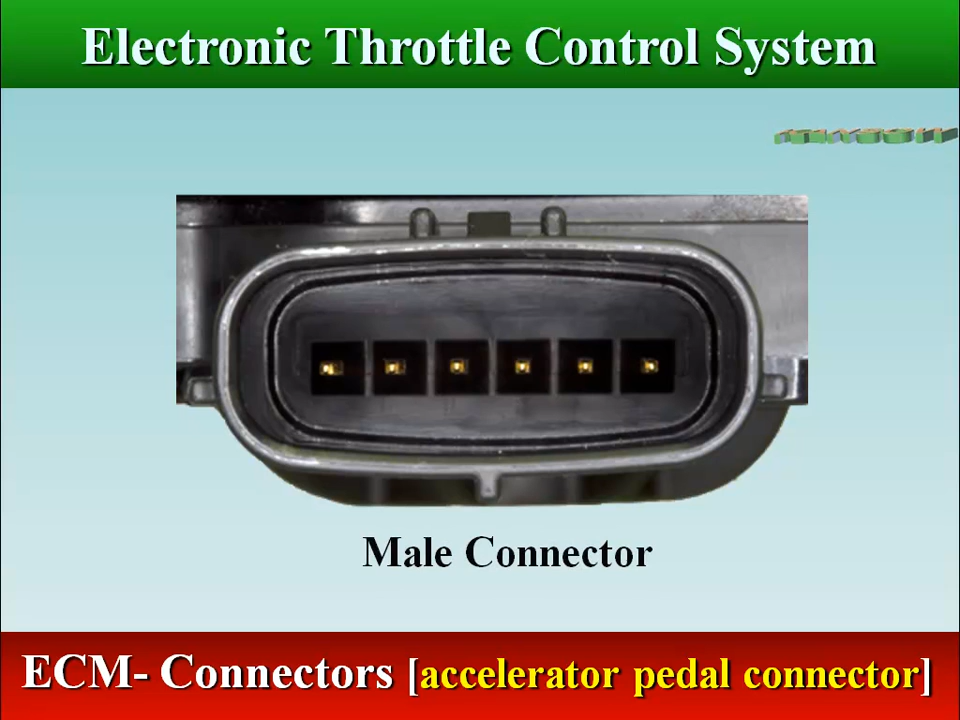 Electronic Throttle Control System
Male Connector
ECM- Connectors [accelerator pedal connector]